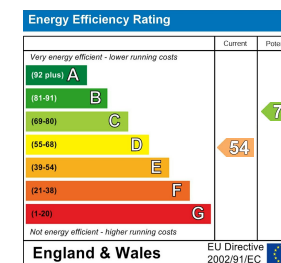 Energy Efficiency Rating
Current
Very energy efficient - lower running costs
(92 plus) A
(81-91) B
(69-80) C
(55-68) D
54
(39-54) E
(21-38) F
(1-20) G
Not energy efficient - higher running costs
England & Wales
EU Directive
2002/91/EC